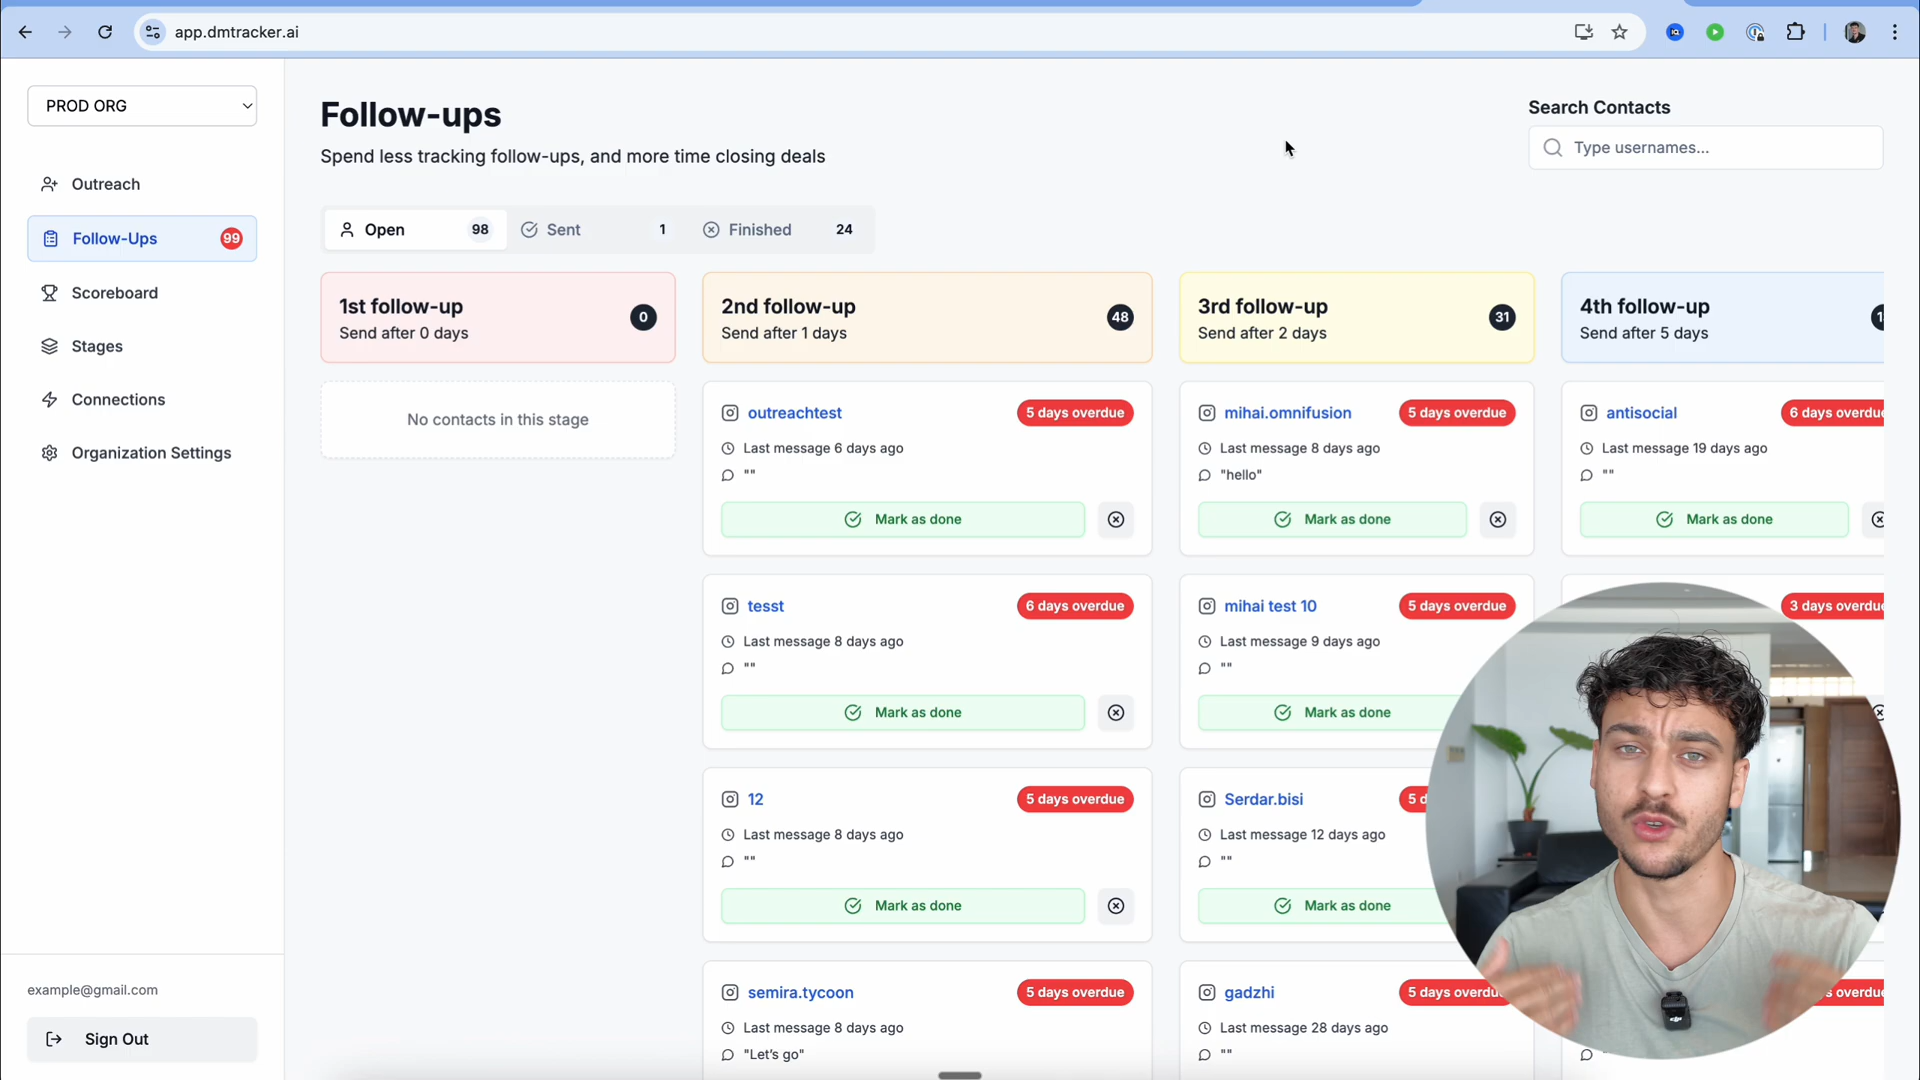 app.dmtracker.ai
PROD ORG
Outreach
Follow-Ups 99
Scoreboard
Stages
Connections
Organization Settings
example@gmail.com
Sign Out
Follow-ups
Spend less tracking follow-ups, and more time closing deals
Search Contacts
Type usernames...
Open 98 Sent 1 Finished 24
1st follow-up
Send after 0 days
0
No contacts in this stage
2nd follow-up
Send after 1 days
48
outreachtest 5 days overdue
Last message 6 days ago
""
Mark as done
tesst 6 days overdue
Last message 8 days ago
""
Mark as done
12 5 days overdue
Last message 8 days ago
""
Mark as done
semira.tycoon 5 days overdue
Last message 8 days ago
"Let's go"
3rd follow-up
Send after 2 days
31
mihai.omnifusion 5 days overdue
Last message 8 days ago
"hello"
Mark as done
mihai test 10 5 days overdue
Last message 9 days ago
""
Mark as done
Serdar.bisi 5
Last message 12 days ago
""
Mark as done
gadzhi 5 days
Last message 28 days ago
""
4th follow-up
Send after 5 days
antisocial 6 days
Last message 19 days ago
""
Mark as done
3 days